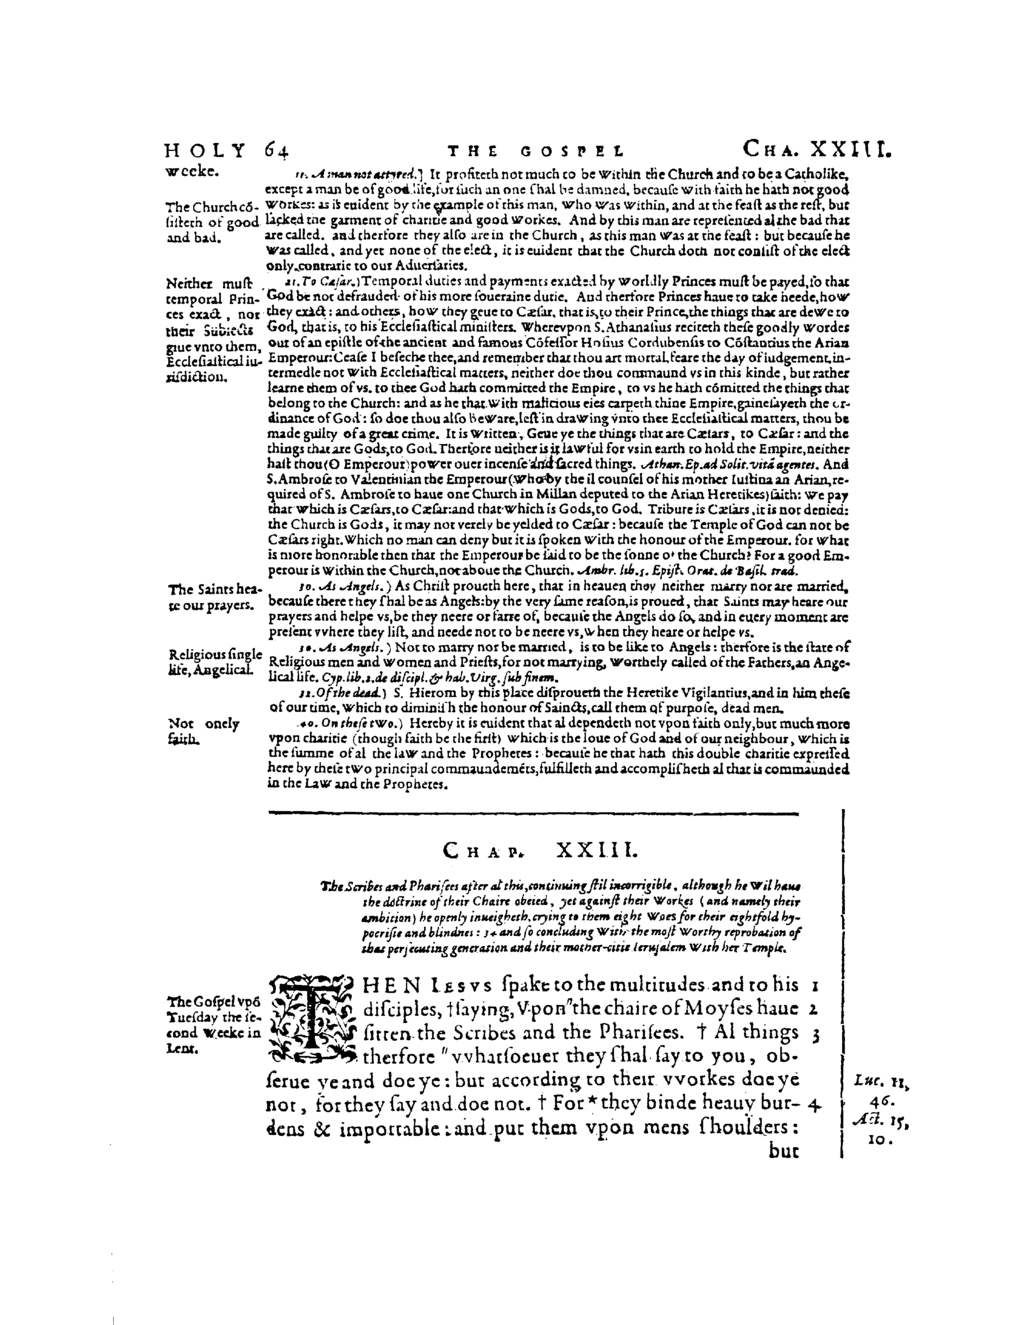 HOLY 64 THE GOSPEL CHA. XXIII.
weeke.
11. A man not attyred.] It profiteth not much to be within the Church and to be a Catholike,
except a man be of good life, for such an one shal be damned, because with faith he hath not good
The Church cō-
sisteth of good
and bad.
workes: as is euident by the example of this man, who was within, and at the feast as the rest, but
lacked the garment of charitie and good workes. And by this man are represented al the bad that
are called. and therfore they also are in the Church, as this man was at the feast: but because he
was called, and yet none of the elect, it is euident that the Church doth not consist of the elect
only, contrarie to our Aduersaries.
Neither must
temporal Prin-
ces exact, nor
their Subiects
giue vnto them,
Ecclesiastical iu-
risdiction.
21. To Cæsar.) Temporal duties and payments exacted by worldly Princes must be payed, so that
God be not defrauded of his more soueraine dutie. And therfore Princes haue to take heede, how
they exact: and others, how they geue to Cæsar, that is, to their Prince, the things that are dewe to
God, that is, to his Ecclesiastical ministers. Wherevpon S. Athanasius reciteth these goodly wordes
out of an epistle of the ancient and famous Cōfessor Hosius Cordubensis to Cōstantius the Arian
Emperour: Cease I beseche thee, and remember that thou art mortal, feare the day of iudgement, in-
termedle not with Ecclesiastical matters, neither doe thou commaund vs in this kinde, but rather
learne them of vs. to thee God hath committed the Empire, to vs he hath cōmitted the things that
belong to the Church: and as he that with malicious eies carpeth thine Empire, gainesayeth the or-
dinance of God: so doe thou also beware, lest in drawing vnto thee Ecclesiastical matters, thou be
made guilty of a great crime. It is written, Geue ye the things that are Cæsars, to Cæsar: and the
things that are Gods, to God. Therfore neither is it lawful for vs in earth to hold the Empire, neither
hast thou (O Emperour) power ouer incense and sacred things. Athan. Ep. ad Solit. vitā agentes. And
S. Ambrose to Valentinian the Emperour (who by the il counsel of his mother Iustina an Arian, re-
quired of S. Ambrose to haue one Church in Millan deputed to the Arian Heretikes) saith: We pay
that which is Cæsars, to Cæsar: and that which is Gods, to God. Tribute is Cæsars, it is not denied:
the Church is Gods, it may not verely be yelded to Cæsar: because the Temple of God can not be
Cæsars right. Which no man can deny but it is spoken with the honour of the Emperour. for what
is more honorable then that the Emperour be said to be the sonne of the Church? For a good Em-
perour is within the Church, not aboue the Church. Ambr. lib. 5. Epist. Orat. de Basil. trad.
The Saints hea-
re our prayers.
30. As Angels.) As Christ proueth here, that in heauen they neither marry nor are married,
because there they shal be as Angels: by the very same reason, is proued, that Saints may heare our
prayers and helpe vs, be they neere or farre of, because the Angels do so, and in euery moment are
present vvhere they list, and neede not to be neere vs, when they heare or helpe vs.
Religious single
life, Angelical.
30. As Angels.) Not to marry nor be married, is to be like to Angels: therfore is the state of
Religious men and women and Priests, for not marrying, worthely called of the Fathers, an Ange-
lical life. Cyp. lib. 2. de discipl. & hab. Virg. sub finem.
32. Of the dead.) S. Hierom by this place disproueth the Heretike Vigilantius, and in him these
of our time, which to diminish the honour of Saincts, call them of purpose, dead men.
Not onely
faith.
40. On these two.) Hereby it is euident that al dependeth not vpon faith only, but much more
vpon charitie (though faith be the first) which is the loue of God and of our neighbour, which is
the summe of al the law and the Prophetes: because he that hath this double charitie expressed
here by these two principal commaundemēts, fulfilleth and accomplisheth al that is commaunded
in the Law and the Prophetes.
CHAP. XXIII.
The Scribes and Pharisees after al this, continuing stil incorrigible, although he wil haue
the doctrine of their Chaire obeied, yet against their workes (and namely their
ambition) he openly inueigheth, crying to them eight woes for their eightfold hy-
pocrisie and blindnes: 34 and so concluding with the most worthy reprobation of
that persecuting generation and their mother-citie Ierusalem with her Temple.
The Gospel vpō
Tuesday the se-
cond weeke in
Lent.
THEN IESVS spake to the multitudes and to his 1
disciples, † saying, Vpon "the chaire of Moyses haue 2
sitten the Scribes and the Pharisees. † Al things 3
therfore "vvhatsoeuer they shal say to you, ob-
serue ye and doe ye: but according to their vvorkes doe ye
not, for they say and doe not. † For * they binde heauy bur- 4
dens & importable: and put them vpon mens shoulders:
but
Luc. 11,
46.
Act. 15,
10.